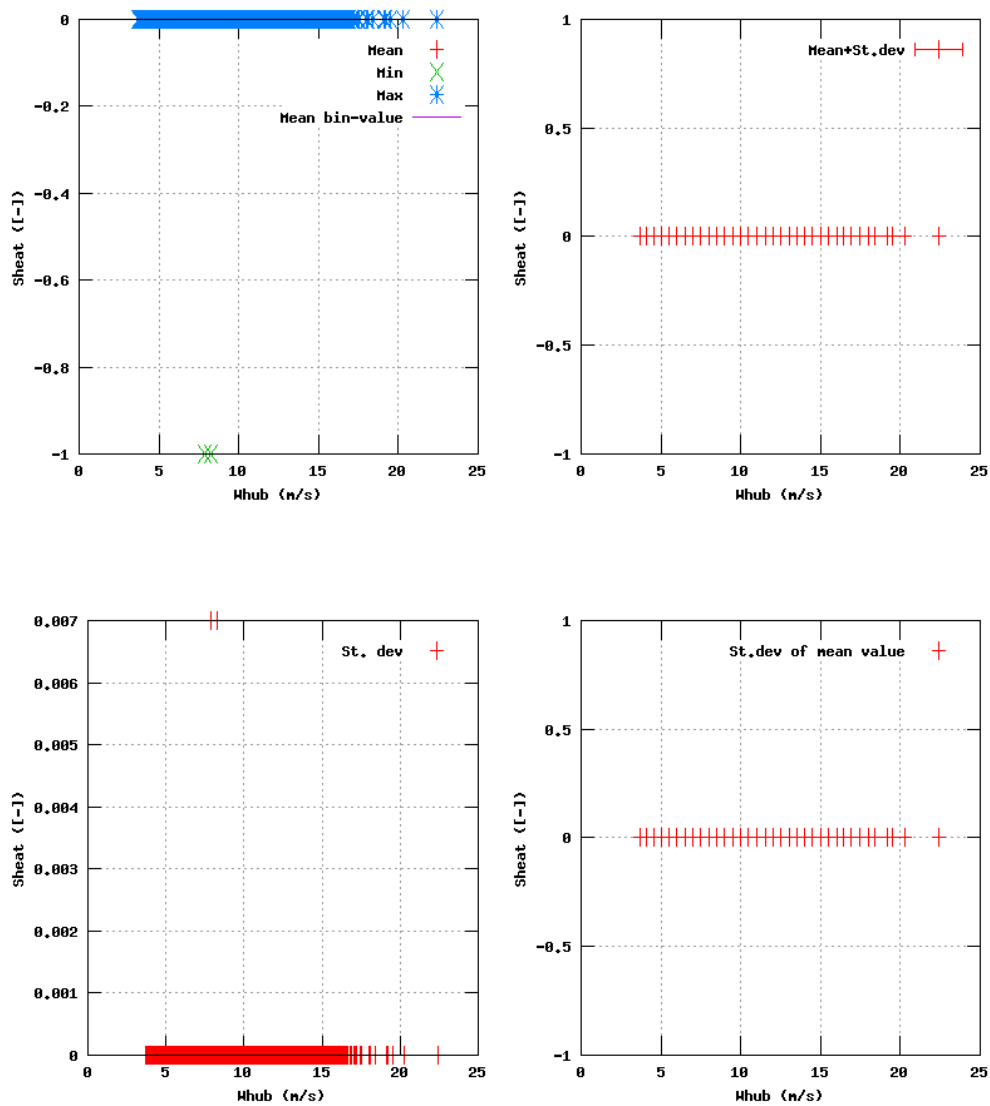 0
-0.2
-0.4
-0.6
-0.8
-1
0 5 10 15 20 25
Sheat ([-])
Whub (m/s)
Mean
Min
Max
Mean bin-value
1
0.5
0
-0.5
-1
0 5 10 15 20 25
Sheat ([-])
Whub (m/s)
Mean+St.dev
0.007
0.006
0.005
0.004
0.003
0.002
0.001
0
0 5 10 15 20 25
Sheat ([-])
Whub (m/s)
St. dev
1
0.5
0
-0.5
-1
0 5 10 15 20 25
Sheat ([-])
Whub (m/s)
St.dev of mean value